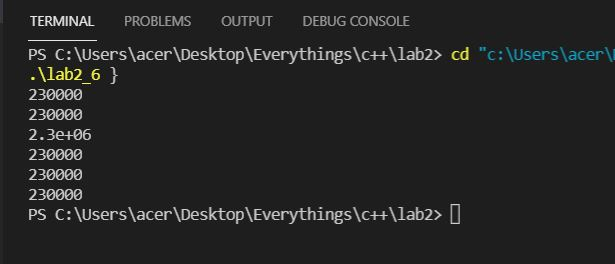 TERMINAL PROBLEMS OUTPUT DEBUG CONSOLE
PS C:\Users\acer\Desktop\Everythings\c++\lab2> cd "c:\Users\acer\
.\lab2_6 }
230000
230000
2.3e+06
230000
230000
230000
PS C:\Users\acer\Desktop\Everythings\c++\lab2>